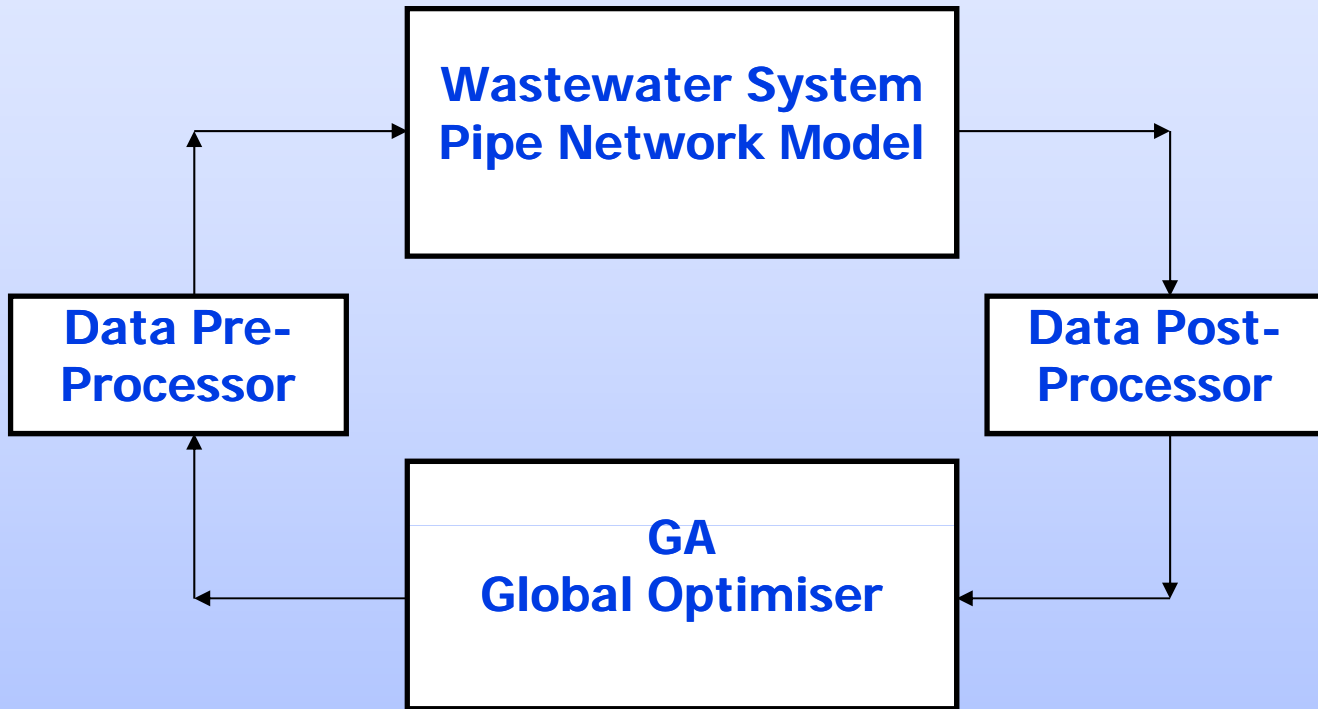 Wastewater System
Pipe Network Model
Data Pre-
Processor
Data Post-
Processor
GA
Global Optimiser